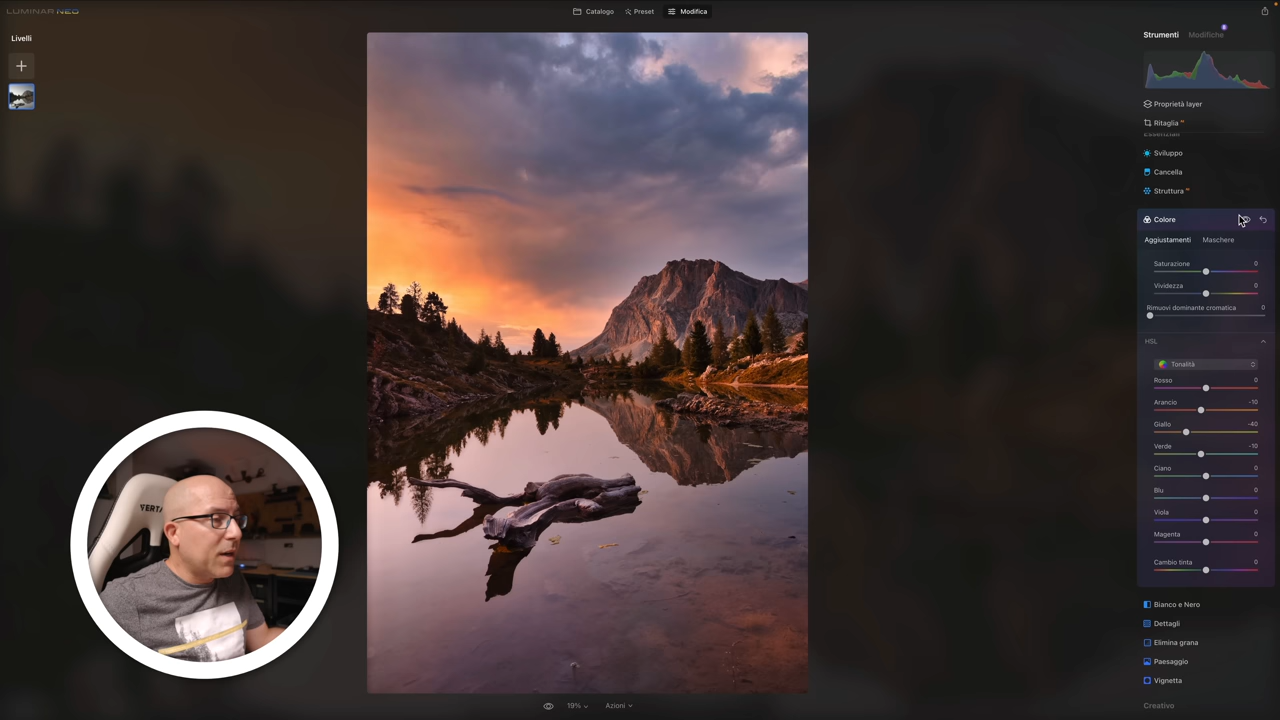 LUMINAR NEO
Catalogo
Preset
Modifica
Livelli
Strumenti
Modifiche
Proprietà layer
Ritaglia
Essenziali
Sviluppo
Cancella
Struttura
Colore
Aggiustamenti
Maschere
Saturazione 0
Vividezza 0
Rimuovi dominante cromatica 0
HSL
Tonalità
Rosso 0
Arancio -10
Giallo -40
Verde -10
Ciano 0
Blu 0
Viola 0
Magenta 0
Cambio tinta 0
Bianco e Nero
Dettagli
Elimina grana
Paesaggio
Vignetta
Creativo
19%
Azioni
VERTA